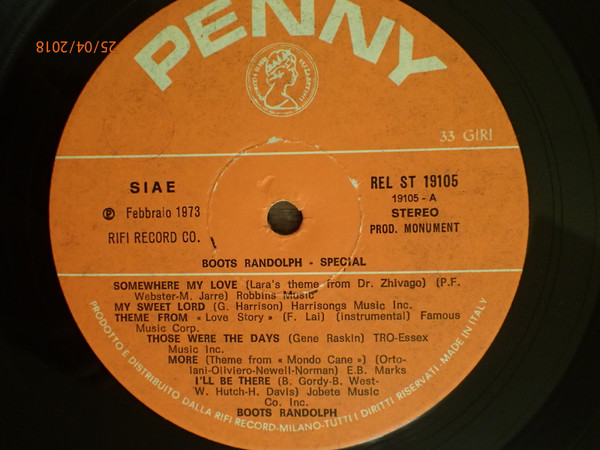 25/04/2018
PENNY
33 GIRI
SIAE
REL ST 19105
19105 - A
Ⓟ Febbraio 1973
STEREO
RIFI RECORD CO.
PROD. MONUMENT
BOOTS RANDOLPH - SPECIAL
SOMEWHERE MY LOVE (Lara's theme from Dr. Zhivago) (P.F.
Webster-M. Jarre) Robbins Music
MY SWEET LORD (G. Harrison) Harrisongs Music Inc.
THEME FROM « Love Story » (F. Lai) (instrumental) Famous
Music Corp.
THOSE WERE THE DAYS (Gene Raskin) TRO-Essex
Music Inc.
MORE (Theme from « Mondo Cane ») (Orto-
lani-Oliviero-Newell-Norman) E.B. Marks
I'LL BE THERE (B. Gordy-B. West-
W. Hutch-H. Davis) Jobete Music
Co. Inc.
BOOTS RANDOLPH
PRODOTTO E DISTRIBUITO DALLA RIFI RECORD-MILANO-TUTTI I DIRITTI RISERVATI-MADE IN ITALY